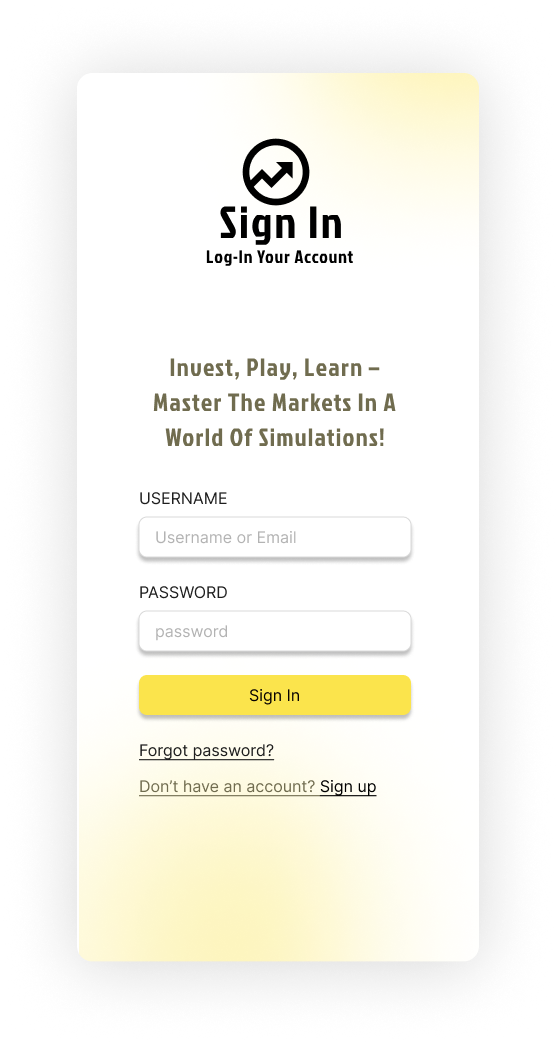 Sign In
Log-In Your Account
Invest, Play, Learn –
Master The Markets In A
World Of Simulations!
USERNAME
Username or Email
PASSWORD
password
Sign In
Forgot password?
Don’t have an account? Sign up